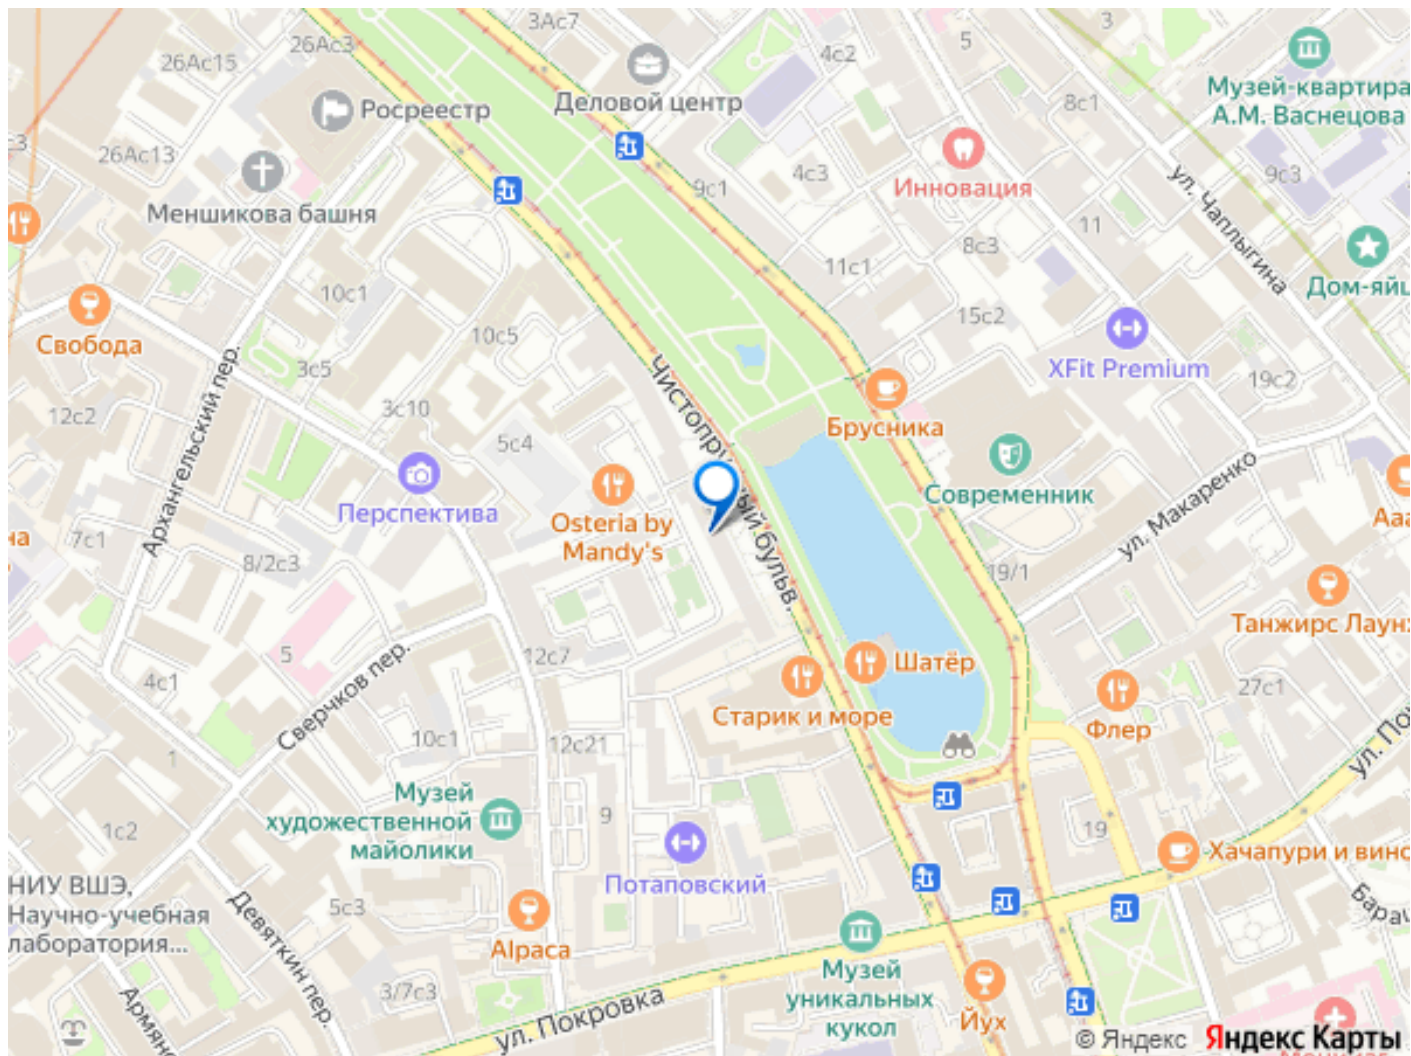 3Ас7
26Ас3
26Ас15
4с2
5
3
Музей-квартира
А.М. Васнецова
Деловой центр
Росреестр
8с1
26Ас13
Меншикова башня
9с1
4с3
Инновация
9с3
ул. Чаплыгина
11
8с3
11с1
Дом-яйц
10с1
10с5
15с2
Свобода
3с5
XFit Premium
19с2
12с2
Архангельский пер.
3с10
5с4
Брусника
Современник
Перспектива
Osteria by
Mandy's
ул. Макаренко
на
7с1
8/2с3
19/1
Танжирс Лаунж
5
12с7
4с1
Сверчков пер.
Шатёр
Старик и море
27с1
Флер
1
10с1
12с21
Музей
художественной
майолики
1с2
9
19
Хачапури и вино
Потаповский
НИУ ВШЭ,
Научно-учебная
лаборатория...
Девяткин пер.
5с3
Alpaca
3/7с3
Музей
уникальных
кукол
ул. Покровка
Йух
© Яндекс Яндекс Карты